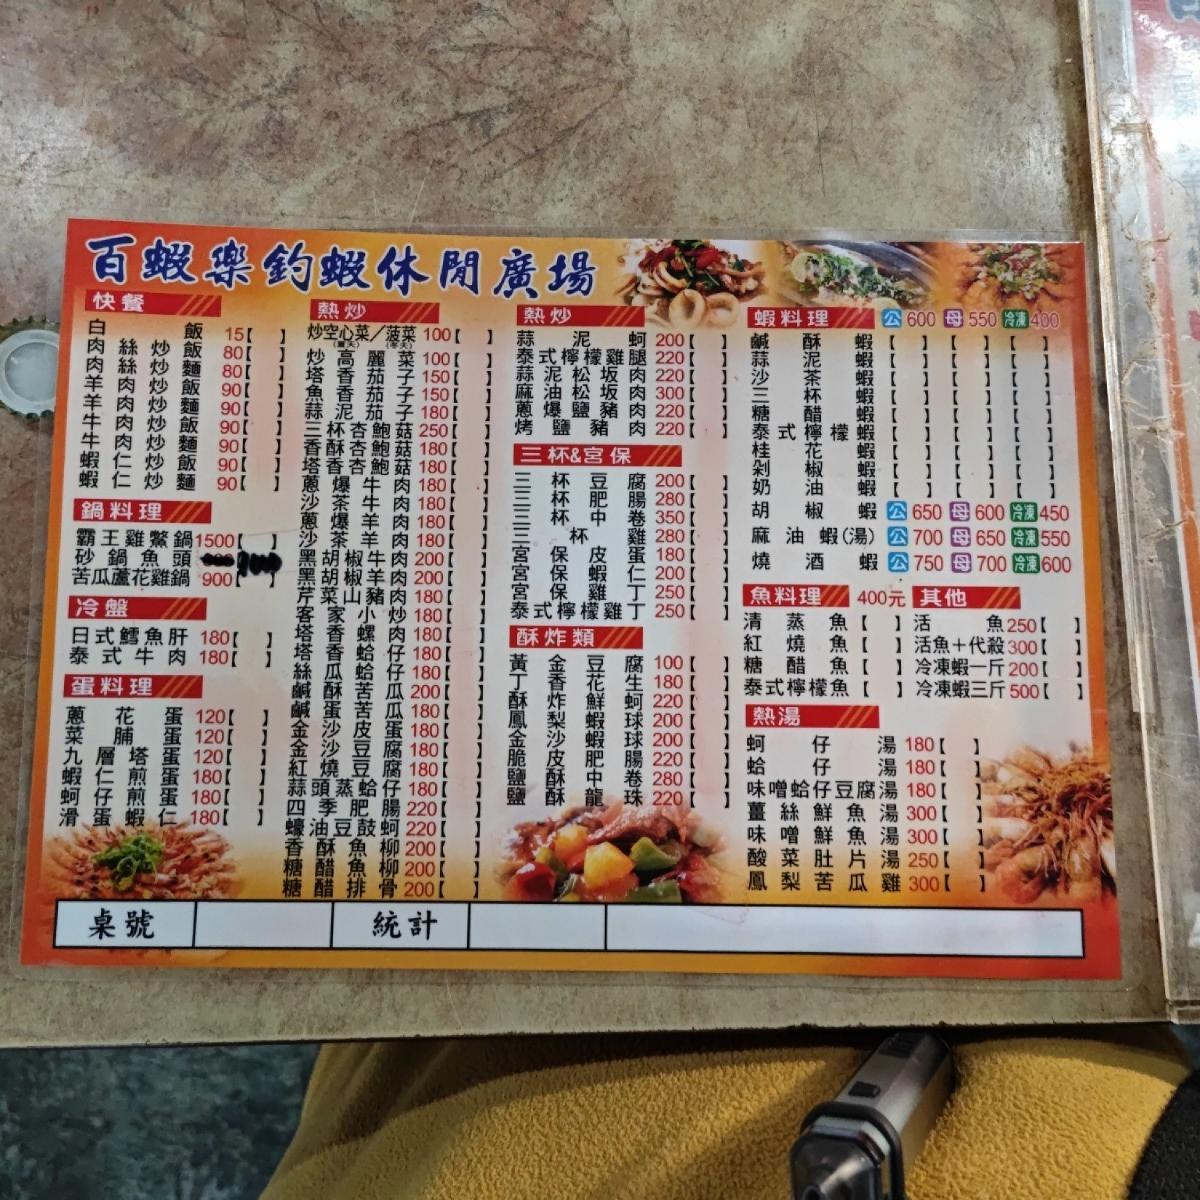 百蝦樂釣蝦休閒廣場
快餐
白飯 15【 】
肉絲炒飯 80【 】
肉絲炒麵 80【 】
羊肉炒飯 90【 】
羊肉炒麵 90【 】
牛肉炒飯 90【 】
牛肉炒麵 90【 】
蝦仁炒飯 90【 】
蝦仁炒麵 90【 】
鍋料理
霸王雞鱉鍋 1500【 】
砂鍋魚頭
苦瓜蘆花雞鍋 900【 】
冷盤
日式鱈魚肝 180【 】
泰式牛肉 180【 】
蛋料理
蔥花蛋 120【 】
菜脯蛋 120【 】
九層塔蛋 120【 】
蝦仁煎蛋 180【 】
蚵仔煎蛋 180【 】
滑蛋蝦仁 180【 】
熱炒
炒空心菜/菠菜 100【 】
炒高麗菜 100【 】
塔香茄子 150【 】
魚香茄子 150【 】
蒜泥茄子 180【 】
三杯杏鮑菇 250【 】
香酥杏鮑菇 180【 】
塔香杏鮑菇 180【 】
蔥爆牛肉 180【 】
沙茶牛肉 180【 】
蔥爆羊肉 180【 】
沙茶羊肉 180【 】
黑胡椒牛肉 200【 】
黑胡椒羊肉 200【 】
芹菜山豬肉 180【 】
客家小炒 180【 】
塔香螺肉 180【 】
塔香蛤仔 180【 】
絲瓜蛤仔 180【 】
鹹酥苦瓜 200【 】
鹹蛋苦瓜 180【 】
金沙皮蛋 180【 】
金沙豆腐 180【 】
紅燒豆腐 180【 】
蒜頭蒸蛤仔 180【 】
四季肥腸 220【 】
蠔油豆鼓蚵 220【 】
香酥魚柳 200【 】
糖醋魚柳 200【 】
糖醋排骨 200【 】
熱炒
蒜泥蚵 200【 】
泰式檸檬雞腿 220【 】
蒜泥松坂肉 220【 】
麻油松坂肉 300【 】
蔥爆鹽豬肉 220【 】
烤鹽豬肉 220【 】
三杯&宮保
三杯豆腐 200【 】
三杯肥腸 280【 】
三杯中卷 350【 】
三杯雞 280【 】
宮保皮蛋 180【 】
宮保蝦仁 200【 】
宮保雞丁 250【 】
泰式檸檬雞丁 250【 】
酥炸類
黃金豆腐 100【 】
丁香花生 180【 】
酥炸鮮蚵 220【 】
鳳梨蝦球 200【 】
金沙蝦球 200【 】
脆皮肥腸 220【 】
鹽酥中卷 280【 】
鹽酥龍珠 220【 】
蝦料理 公 600 母 550 冷凍 400
鹹酥蝦【 】【 】【 】
蒜泥蝦【 】【 】【 】
沙茶蝦【 】【 】【 】
三杯蝦【 】【 】【 】
糖醋蝦【 】【 】【 】
泰式檸檬蝦【 】【 】【 】
桂花蝦【 】【 】【 】
剁椒蝦【 】【 】【 】
奶油蝦【 】【 】【 】
胡椒蝦 公 650 母 600 冷凍 450
麻油蝦(湯) 公 700 母 650 冷凍 550
燒酒蝦 公 750 母 700 冷凍 600
魚料理 400元
清蒸魚【 】
紅燒魚【 】
糖醋魚【 】
泰式檸檬魚【 】
其他
活魚 250【 】
活魚+代殺 300【 】
冷凍蝦一斤 200【 】
冷凍蝦三斤 500【 】
熱湯
蚵仔湯 180【 】
蛤仔湯 180【 】
味噌蛤仔豆腐湯 180【 】
薑絲鮮魚湯 300【 】
味噌鮮魚湯 300【 】
酸菜肚片湯 250【 】
鳳梨苦瓜雞 300【 】
桌號
統計